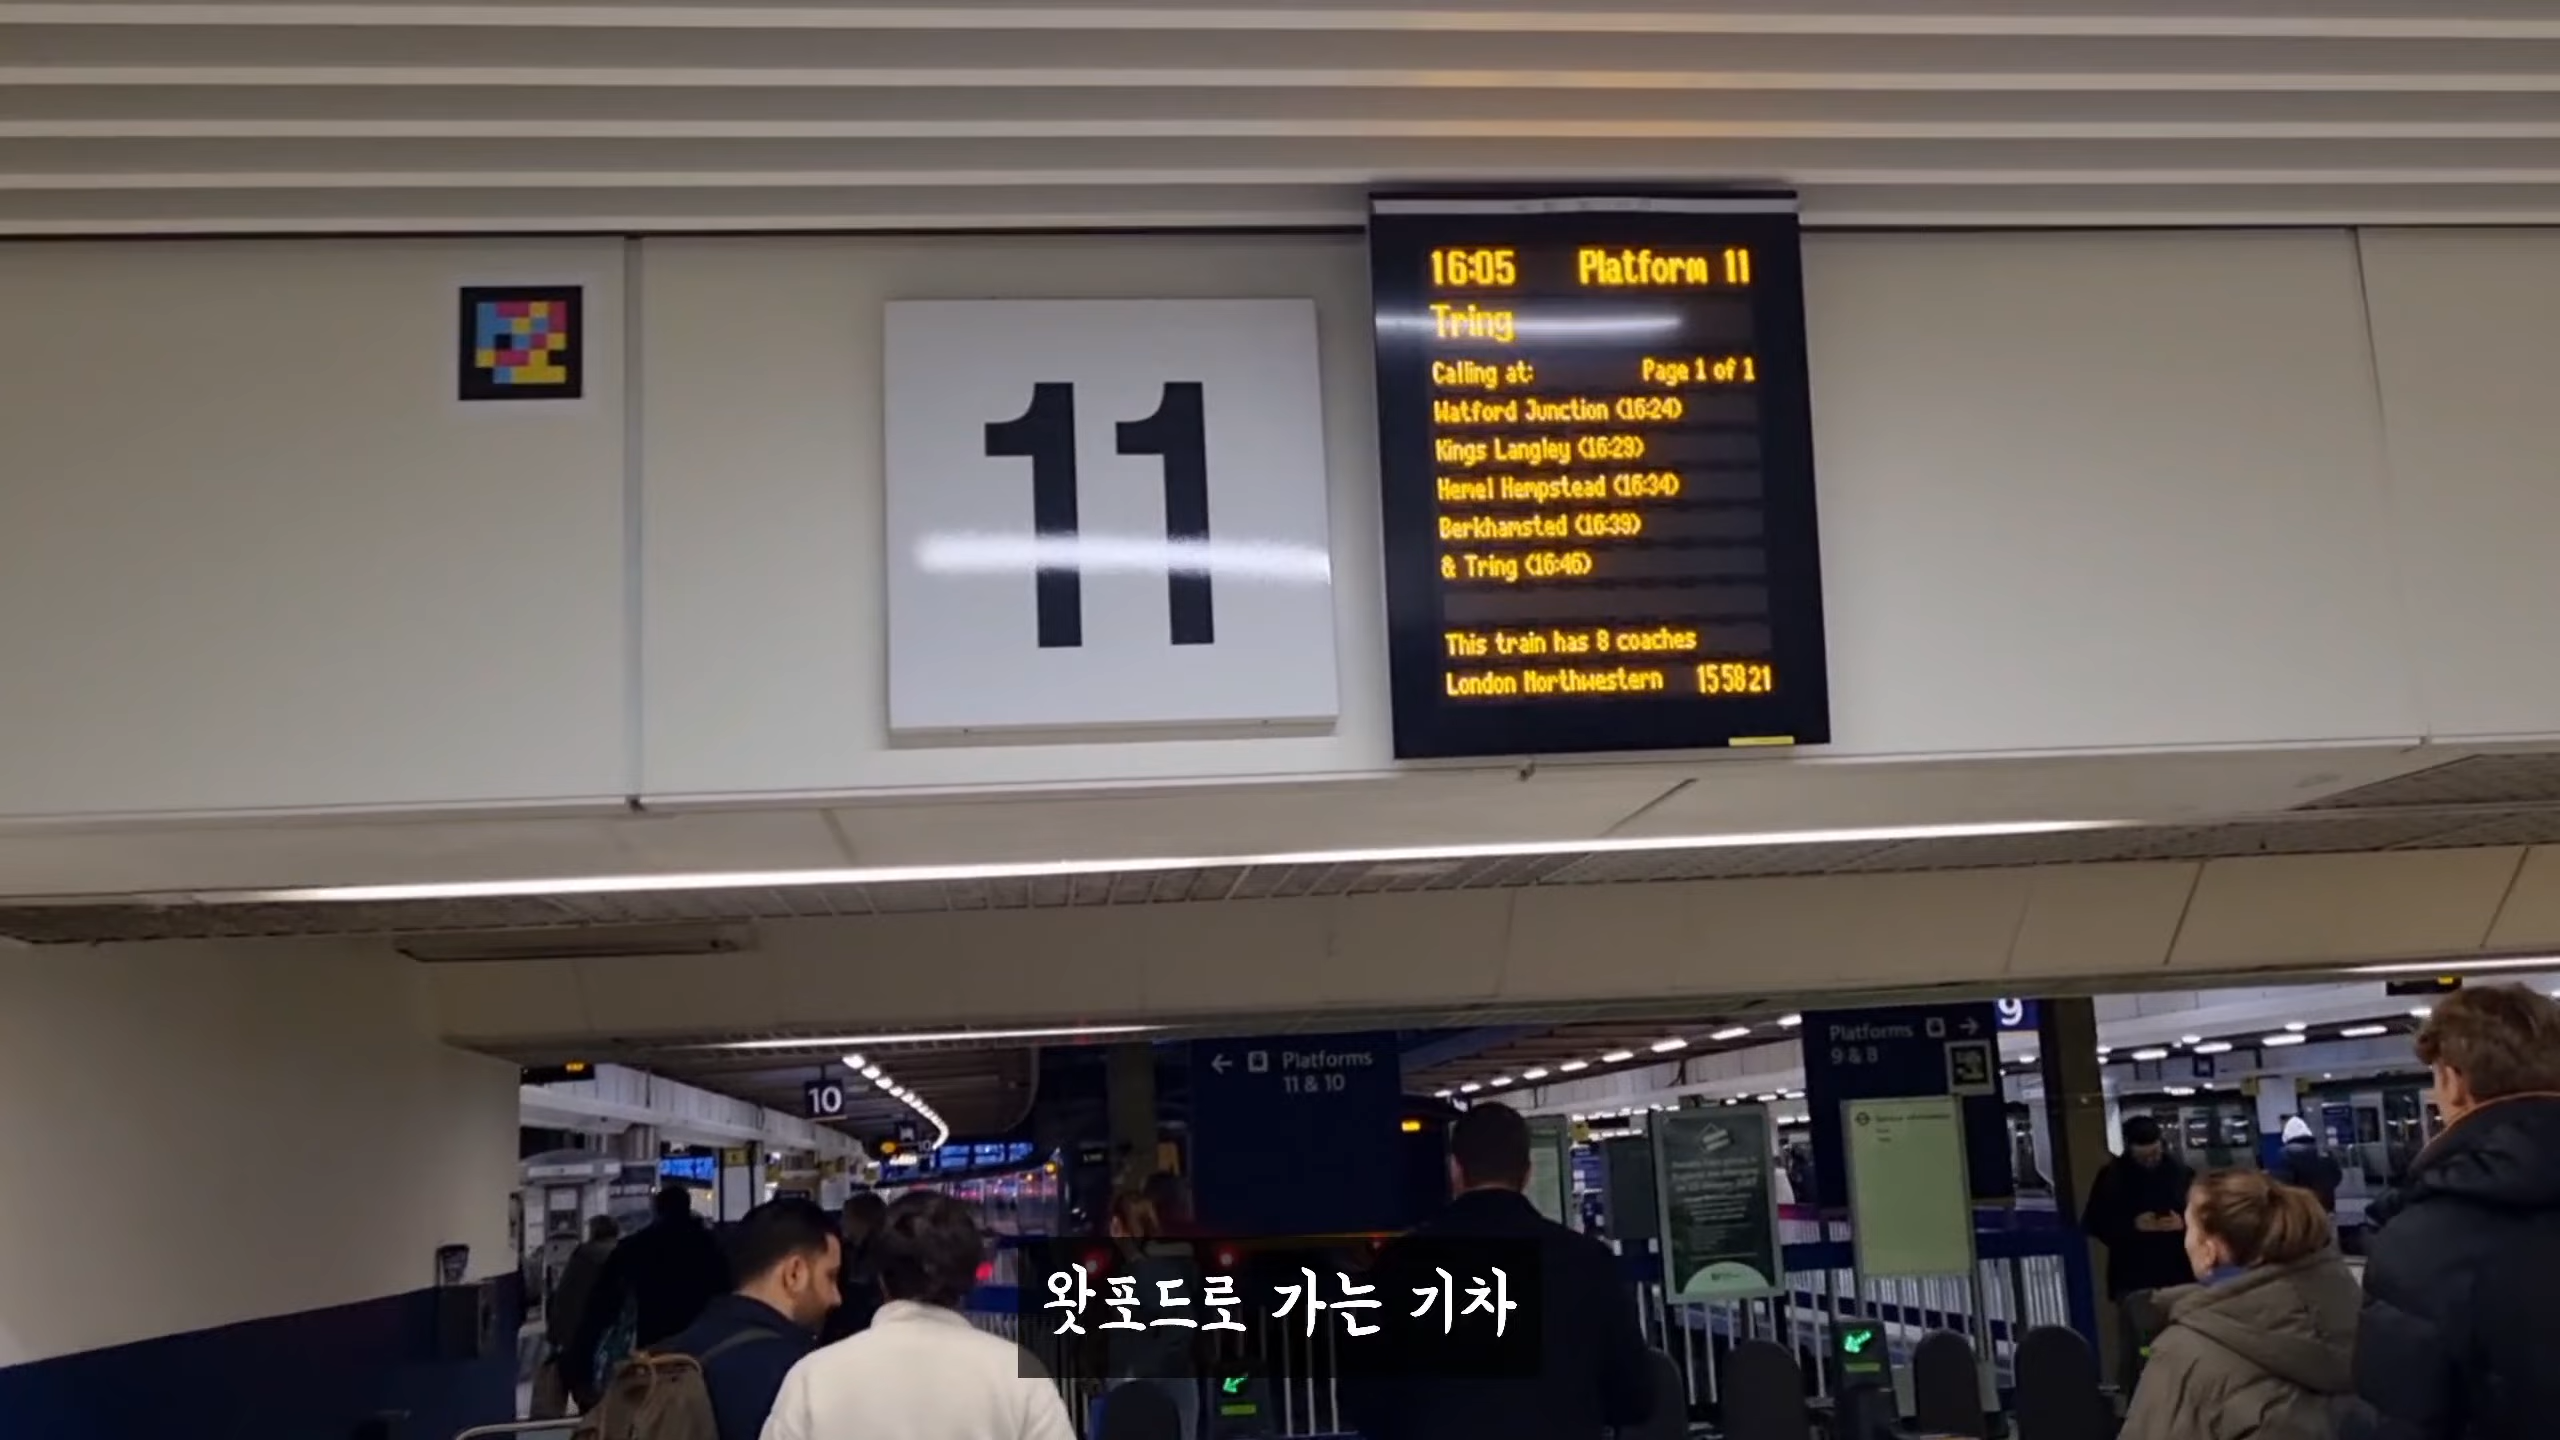 16:05 Platform 11
Tring
Calling at: Page 1 of 1
Watford Junction (16:24)
Kings Langley (16:29)
Hemel Hempstead (16:34)
Berkhamsted (16:39)
& Tring (16:46)
This train has 8 coaches
London Northwestern 15 58 21
11
9
Platforms
9 & 8
Platforms
11 & 10
10
왓포드로 가는 기차